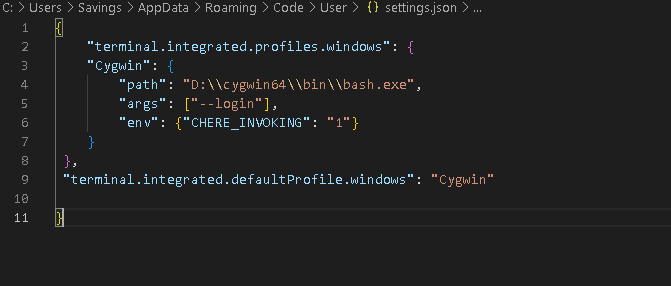 C: > Users > Savings > AppData > Roaming > Code > User > {} settings.json > ...
1 {
2 "terminal.integrated.profiles.windows": {
3 "Cygwin": {
4 "path": "D:\\cygwin64\\bin\\bash.exe",
5 "args": ["--login"],
6 "env": {"CHERE_INVOKING": "1"}
7 }
8 },
9 "terminal.integrated.defaultProfile.windows": "Cygwin"
10
11 }